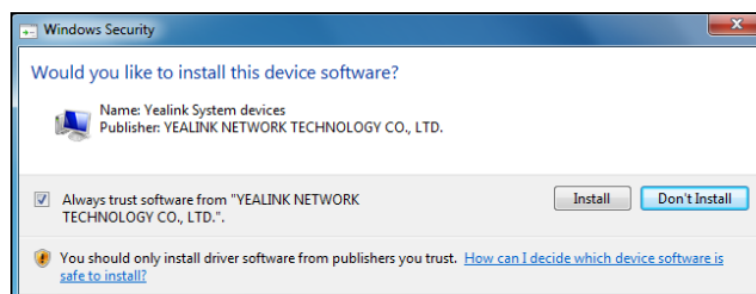 Windows Security
Would you like to install this device software?
Name: Yealink System devices
Publisher: YEALINK NETWORK TECHNOLOGY CO., LTD.
Always trust software from "YEALINK NETWORK
TECHNOLOGY CO., LTD.".
Install
Don't Install
You should only install driver software from publishers you trust. How can I decide which device software is
safe to install?